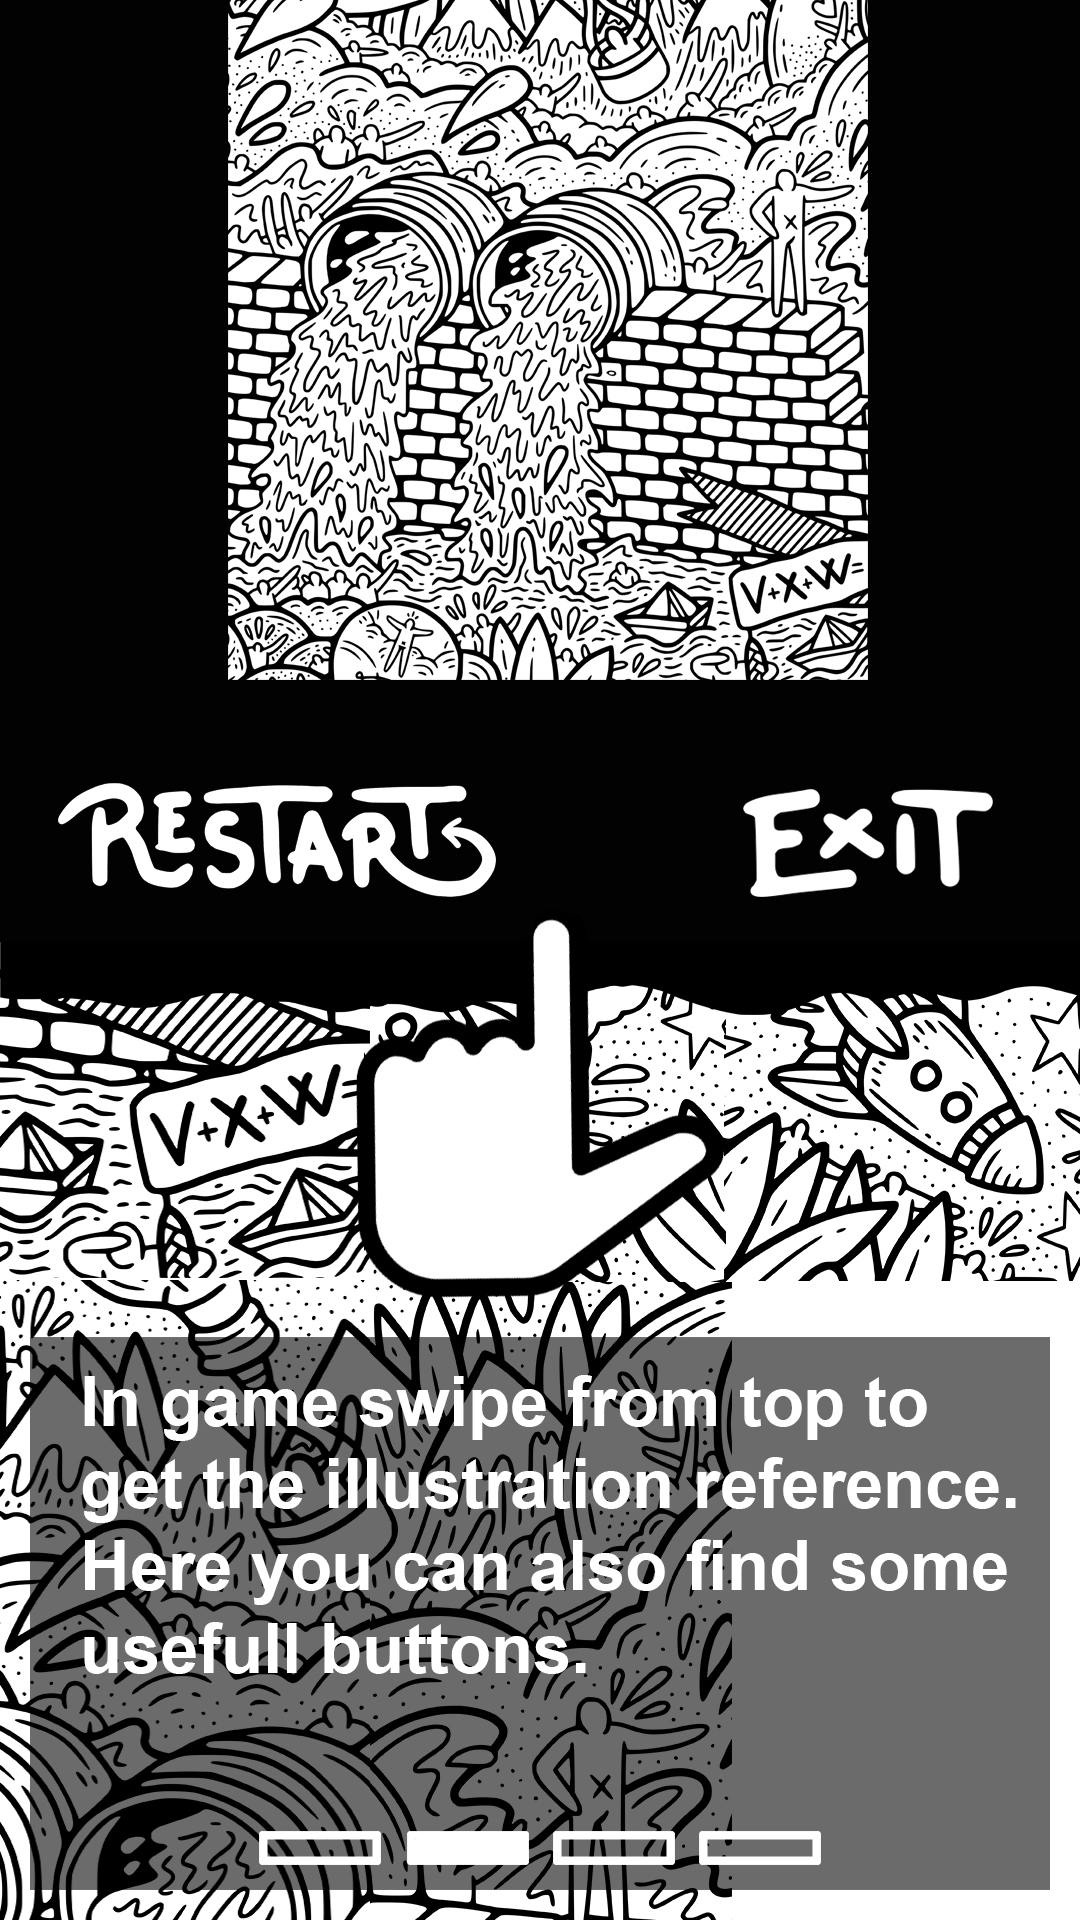 V+X+W
RESTART
EXIT
V+X+W
In game swipe from top to
get the illustration reference.
Here you can also find some
usefull buttons.